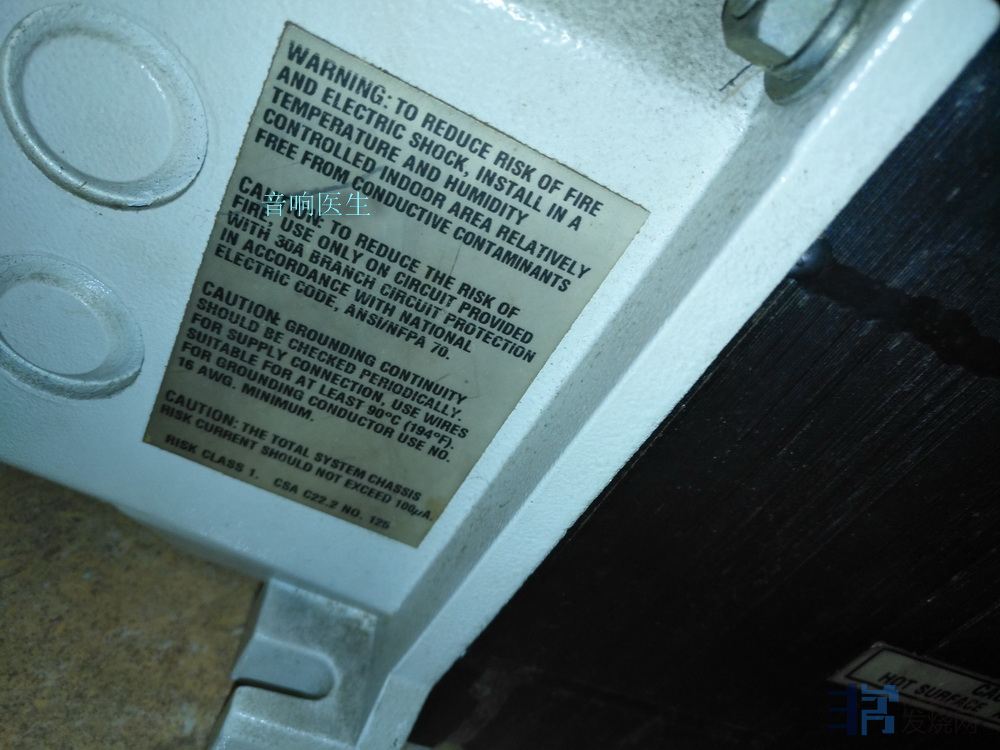 WARNING: TO REDUCE RISK OF FIRE
AND ELECTRIC SHOCK, INSTALL IN A
TEMPERATURE AND HUMIDITY
CONTROLLED INDOOR AREA RELATIVELY
FREE FROM CONDUCTIVE CONTAMINANTS
音响医生
CAUTION: TO REDUCE THE RISK OF
FIRE, USE ONLY ON CIRCUIT PROVIDED
WITH 30A BRANCH CIRCUIT PROTECTION
IN ACCORDANCE WITH NATIONAL
ELECTRIC CODE, ANSI/NFPA 70.
CAUTION: GROUNDING CONTINUITY
SHOULD BE CHECKED PERIODICALLY.
FOR SUPPLY CONNECTION, USE WIRES
SUITABLE FOR AT LEAST 90°C (194°F).
FOR GROUNDING CONDUCTOR USE NO.
16 AWG. MINIMUM.
CAUTION: THE TOTAL SYSTEM CHASSIS
RISK CURRENT SHOULD NOT EXCEED 100µA.
RISK CLASS 1. CSA C22.2 NO. 125
HOT SURFACE
发烧网